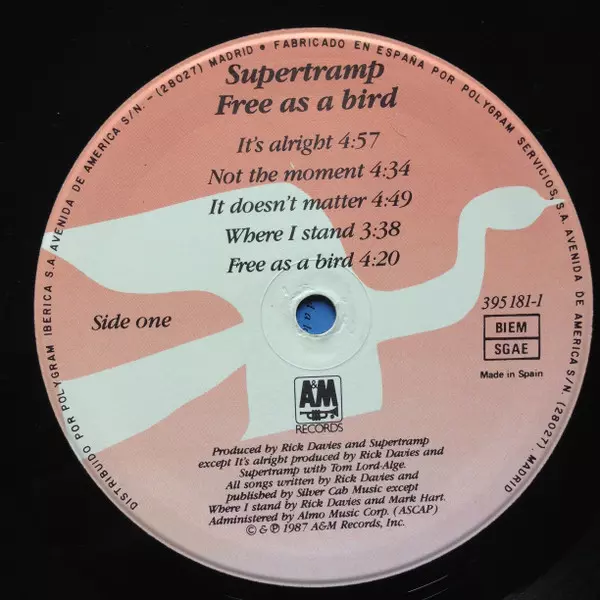 DISTRIBUIDO POR POLYGRAM IBERICA S.A. AVENIDA DE AMERICA S/N. - (28027) MADRID • FABRICADO EN ESPAÑA POR POLYGRAM SERVICIOS, S.A. AVENIDA DE AMERICA S/N. (28027) MADRID
Supertramp
Free as a bird
It's alright 4:57
Not the moment 4:34
It doesn't matter 4:49
Where I stand 3:38
Free as a bird 4:20
Side one
395 181-1
BIEM
SGAE
Made in Spain
A&M
RECORDS
Produced by Rick Davies and Supertramp
except It's alright produced by Rick Davies and
Supertramp with Tom Lord-Alge.
All songs written by Rick Davies and
published by Silver Cab Music except
Where I stand by Rick Davies and Mark Hart.
Administered by Almo Music Corp. (ASCAP)
© & ℗ 1987 A&M Records, Inc.